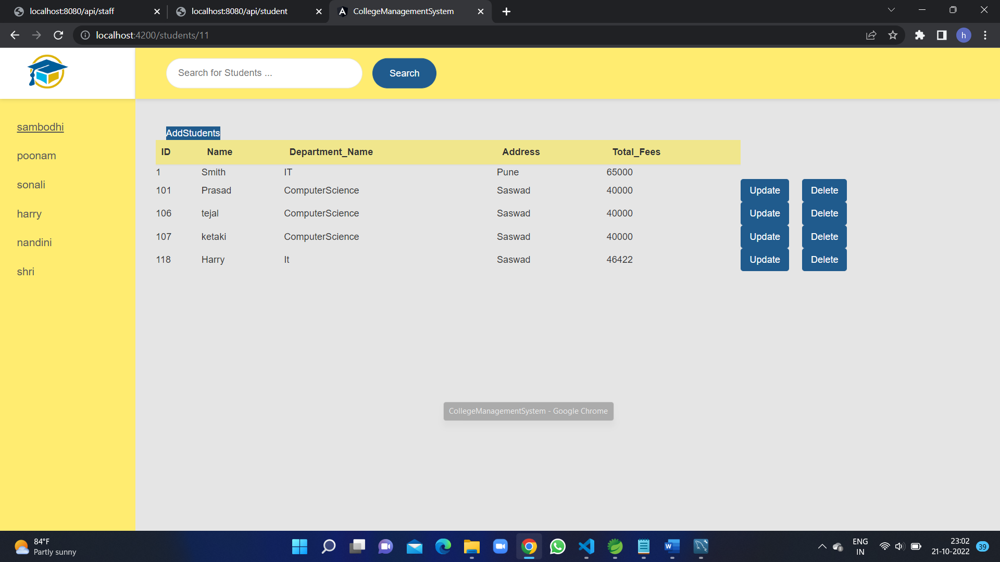 localhost:8080/api/staff
localhost:8080/api/student
CollegeManagementSystem
localhost:4200/students/11
h
Search for Students ...
Search
sambodhi
poonam
sonali
harry
nandini
shri
AddStudents
ID Name Department_Name Address Total_Fees
1 Smith IT Pune 65000
101 Prasad ComputerScience Saswad 40000 Update Delete
106 tejal ComputerScience Saswad 40000 Update Delete
107 ketaki ComputerScience Saswad 40000 Update Delete
118 Harry It Saswad 46422 Update Delete
CollegeManagementSystem - Google Chrome
84°F
Partly sunny
ENG
IN
23:02
21-10-2022
39